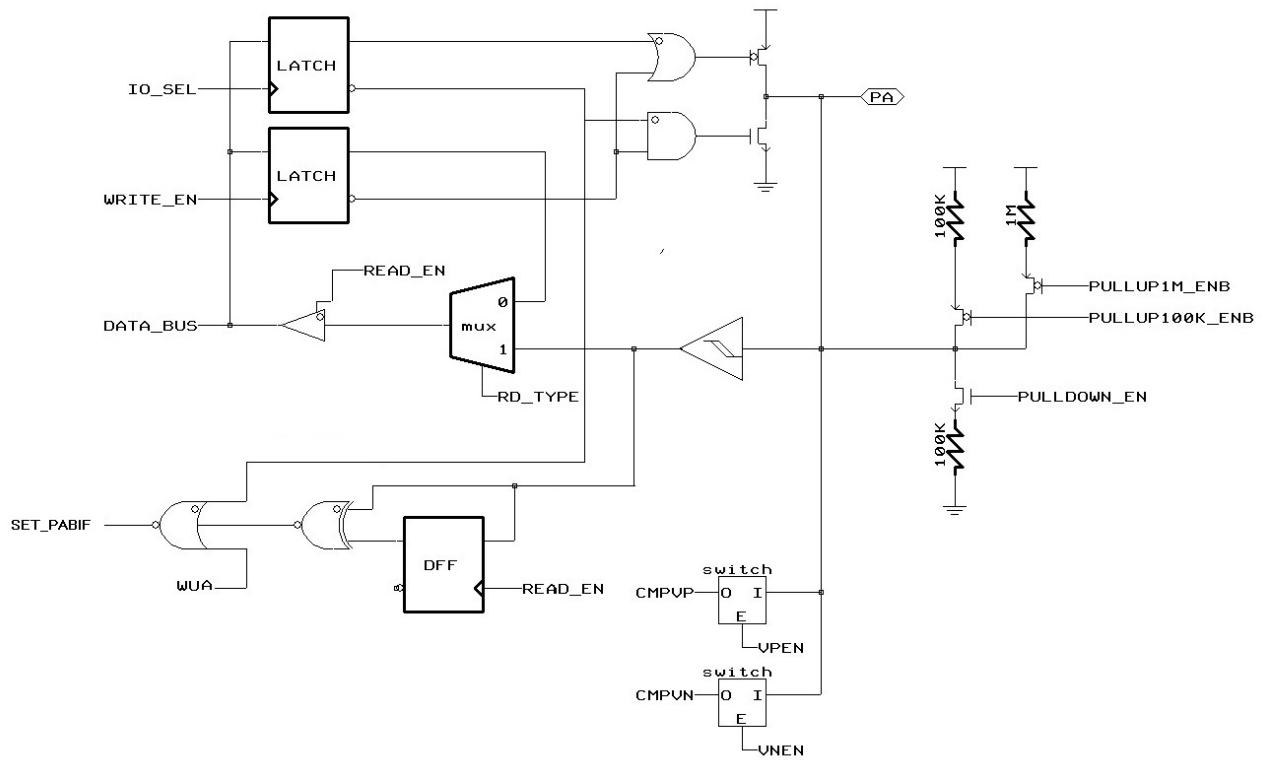 LATCH
IO_SEL
PA
LATCH
WRITE_EN
100K
1M
READ_EN
PULLUP1M_ENB
0
PULLUP100K_ENB
DATA_BUS
mux
1
RD_TYPE
PULLDOWN_EN
100K
SET_PABIF
DFF
WUA
READ_EN
switch
CMPVP
O I
E
VPEN
switch
CMPVN
O I
E
VNEN